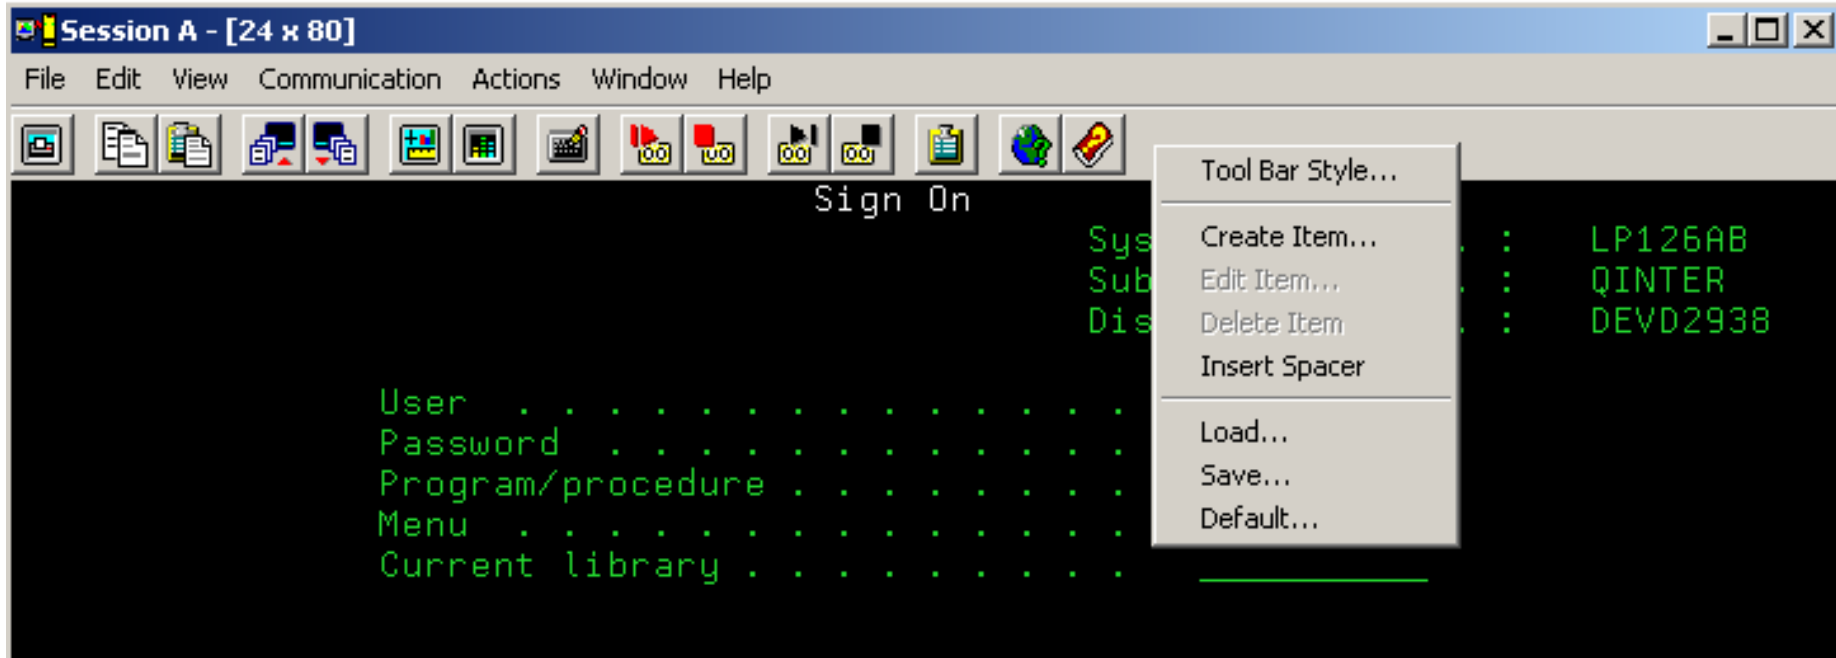 Session A - [24 x 80]
File Edit View Communication Actions Window Help
Sign On
Sys . : LP126AB
Sub . : QINTER
Dis . : DEVD2938
User . . . . . . . . . . . . . .
Password . . . . . . . . . . . .
Program/procedure . . . . . . . .
Menu . . . . . . . . . . . . . .
Current library . . . . . . . . .
Tool Bar Style...
Create Item...
Edit Item...
Delete Item
Insert Spacer
Load...
Save...
Default...